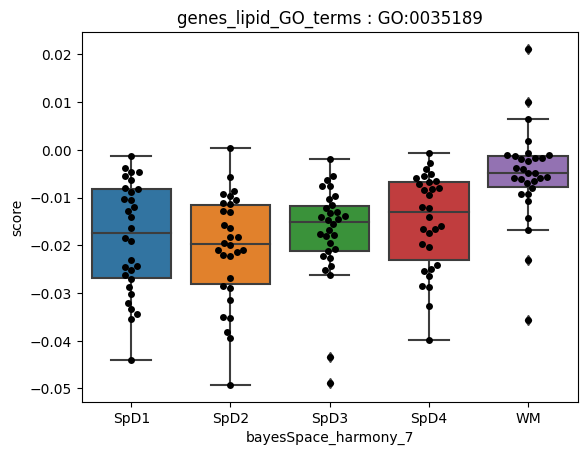 genes_lipid_GO_terms : GO:0035189
0.02
0.01
0.00
−0.01
−0.02
−0.03
−0.04
−0.05
score
SpD1 SpD2 SpD3 SpD4 WM
bayesSpace_harmony_7